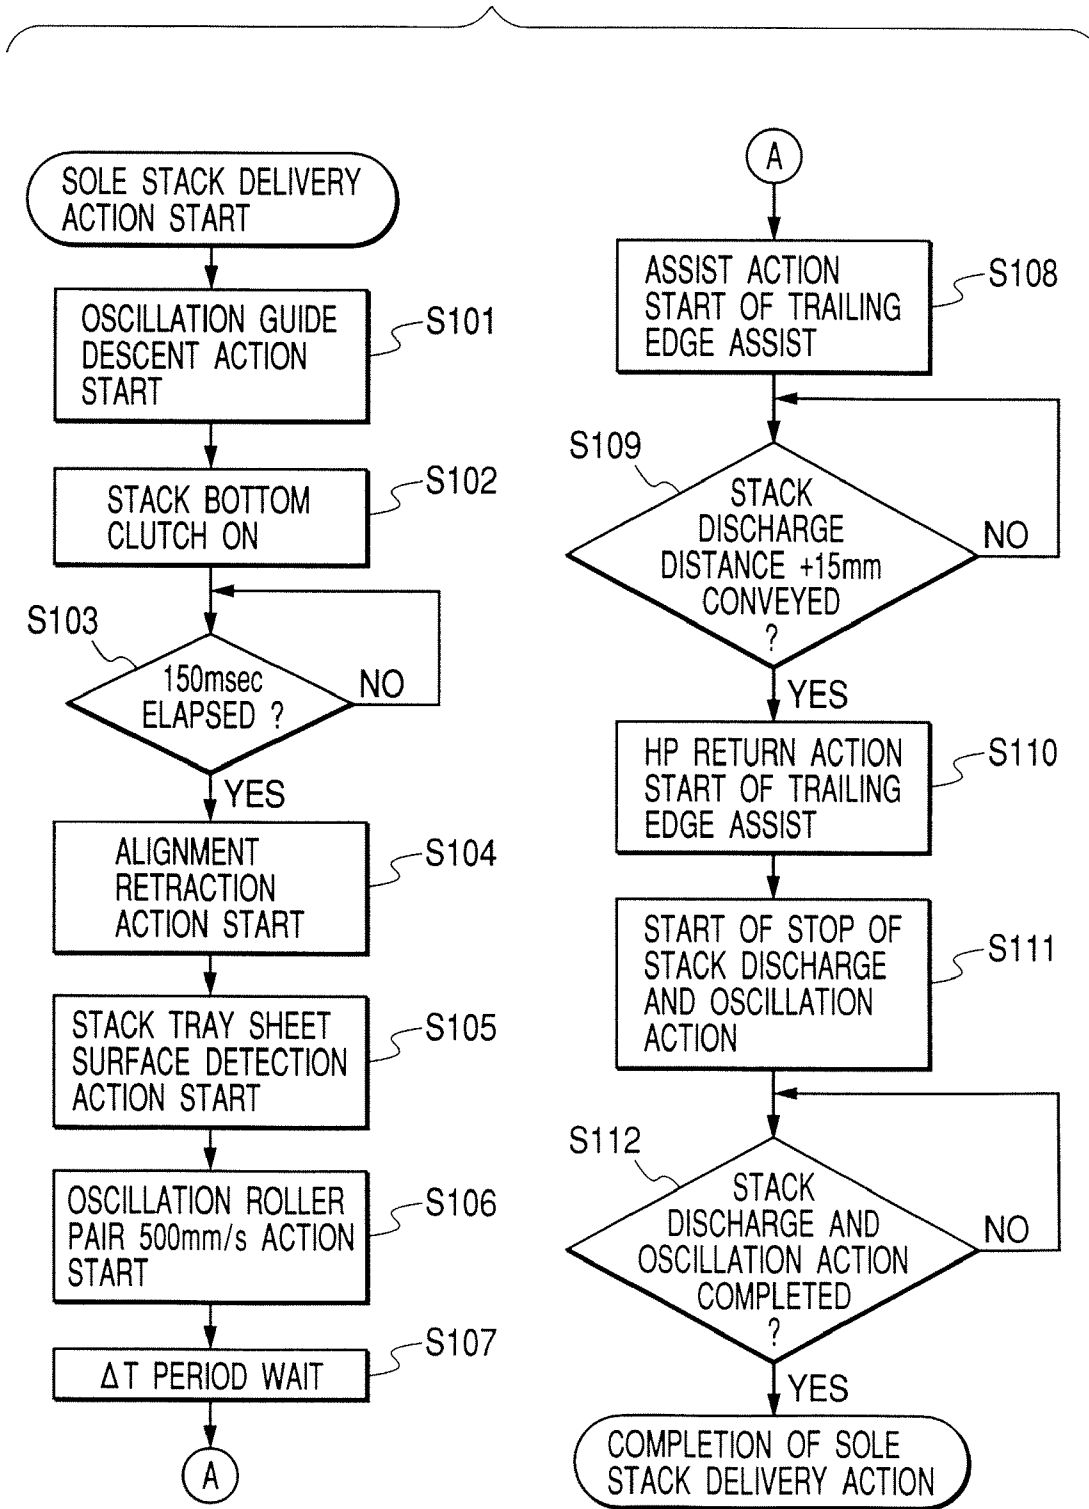 SOLE STACK DELIVERY
ACTION START
OSCILLATION GUIDE
DESCENT ACTION
START
S101
STACK BOTTOM
CLUTCH ON
S102
S103
150msec
ELAPSED ?
NO
YES
ALIGNMENT
RETRACTION
ACTION START
S104
STACK TRAY SHEET
SURFACE DETECTION
ACTION START
S105
OSCILLATION ROLLER
PAIR 500mm/s ACTION
START
S106
ΔT PERIOD WAIT
S107
A
A
ASSIST ACTION
START OF TRAILING
EDGE ASSIST
S108
S109
STACK
DISCHARGE
DISTANCE +15mm
CONVEYED
?
NO
YES
HP RETURN ACTION
START OF TRAILING
EDGE ASSIST
S110
START OF STOP OF
STACK DISCHARGE
AND OSCILLATION
ACTION
S111
S112
STACK
DISCHARGE AND
OSCILLATION ACTION
COMPLETED
?
NO
YES
COMPLETION OF SOLE
STACK DELIVERY ACTION